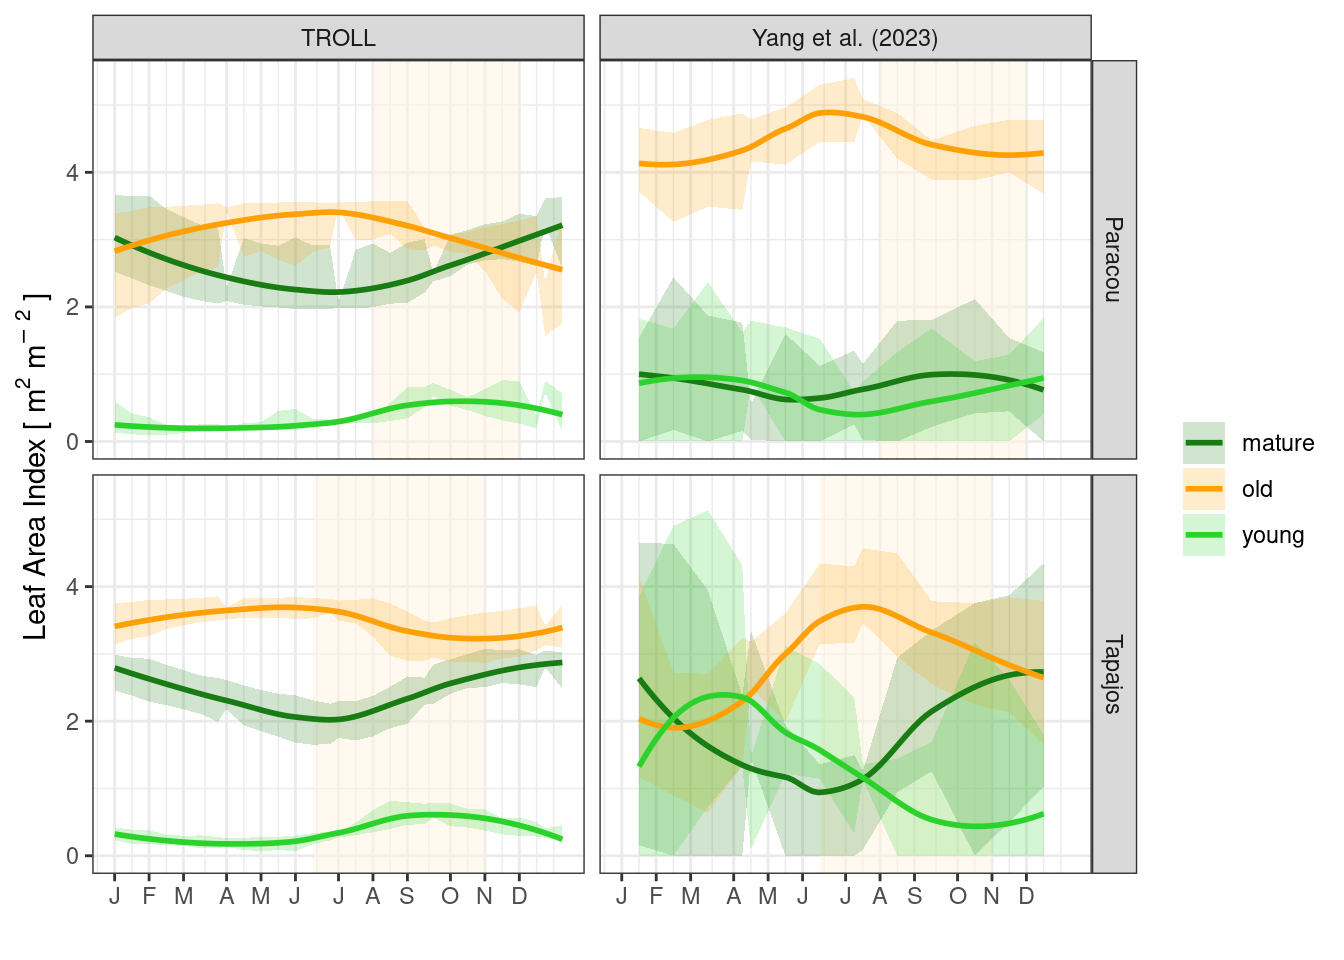 TROLL
Yang et al. (2023)
Leaf Area Index [ m² m⁻² ]
4
2
0
Paracou
4
2
0
Tapajos
J F M A M J J A S O N D
J F M A M J J A S O N D
mature
old
young